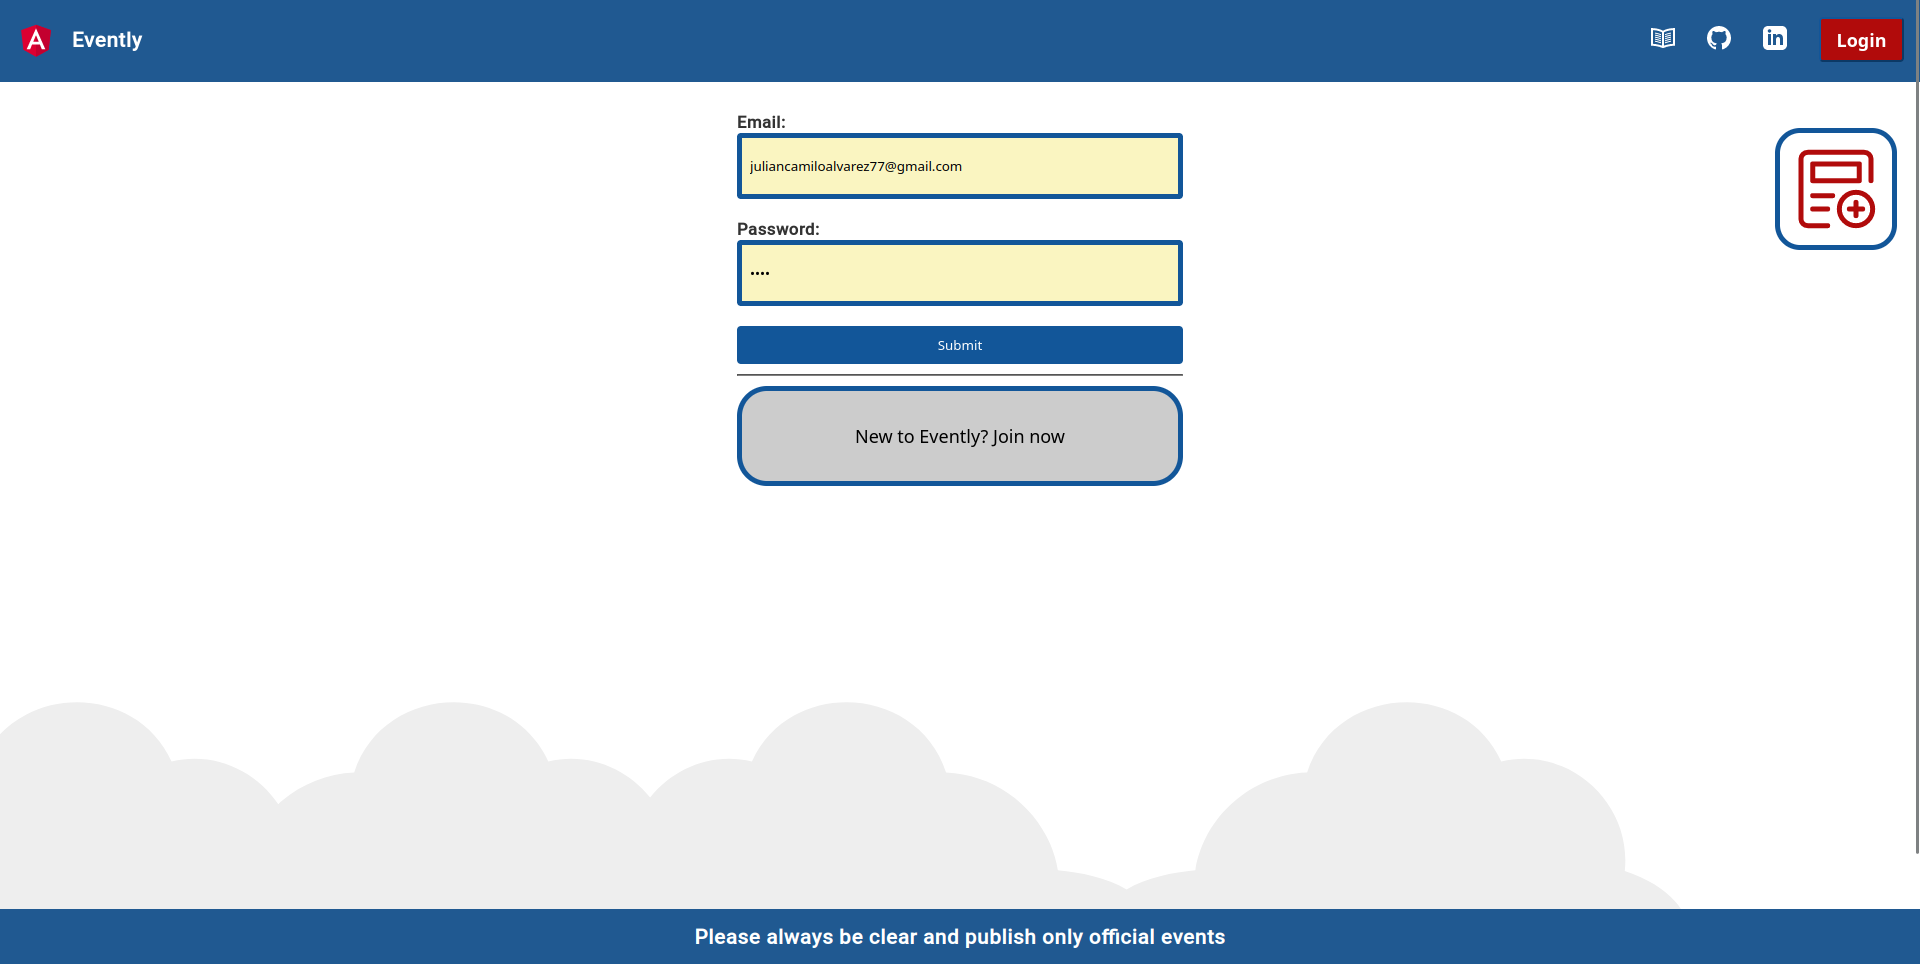 Evently
Login
Email:
juliancamiloalvarez77@gmail.com
Password:
••••
Submit
New to Evently? Join now
Please always be clear and publish only official events